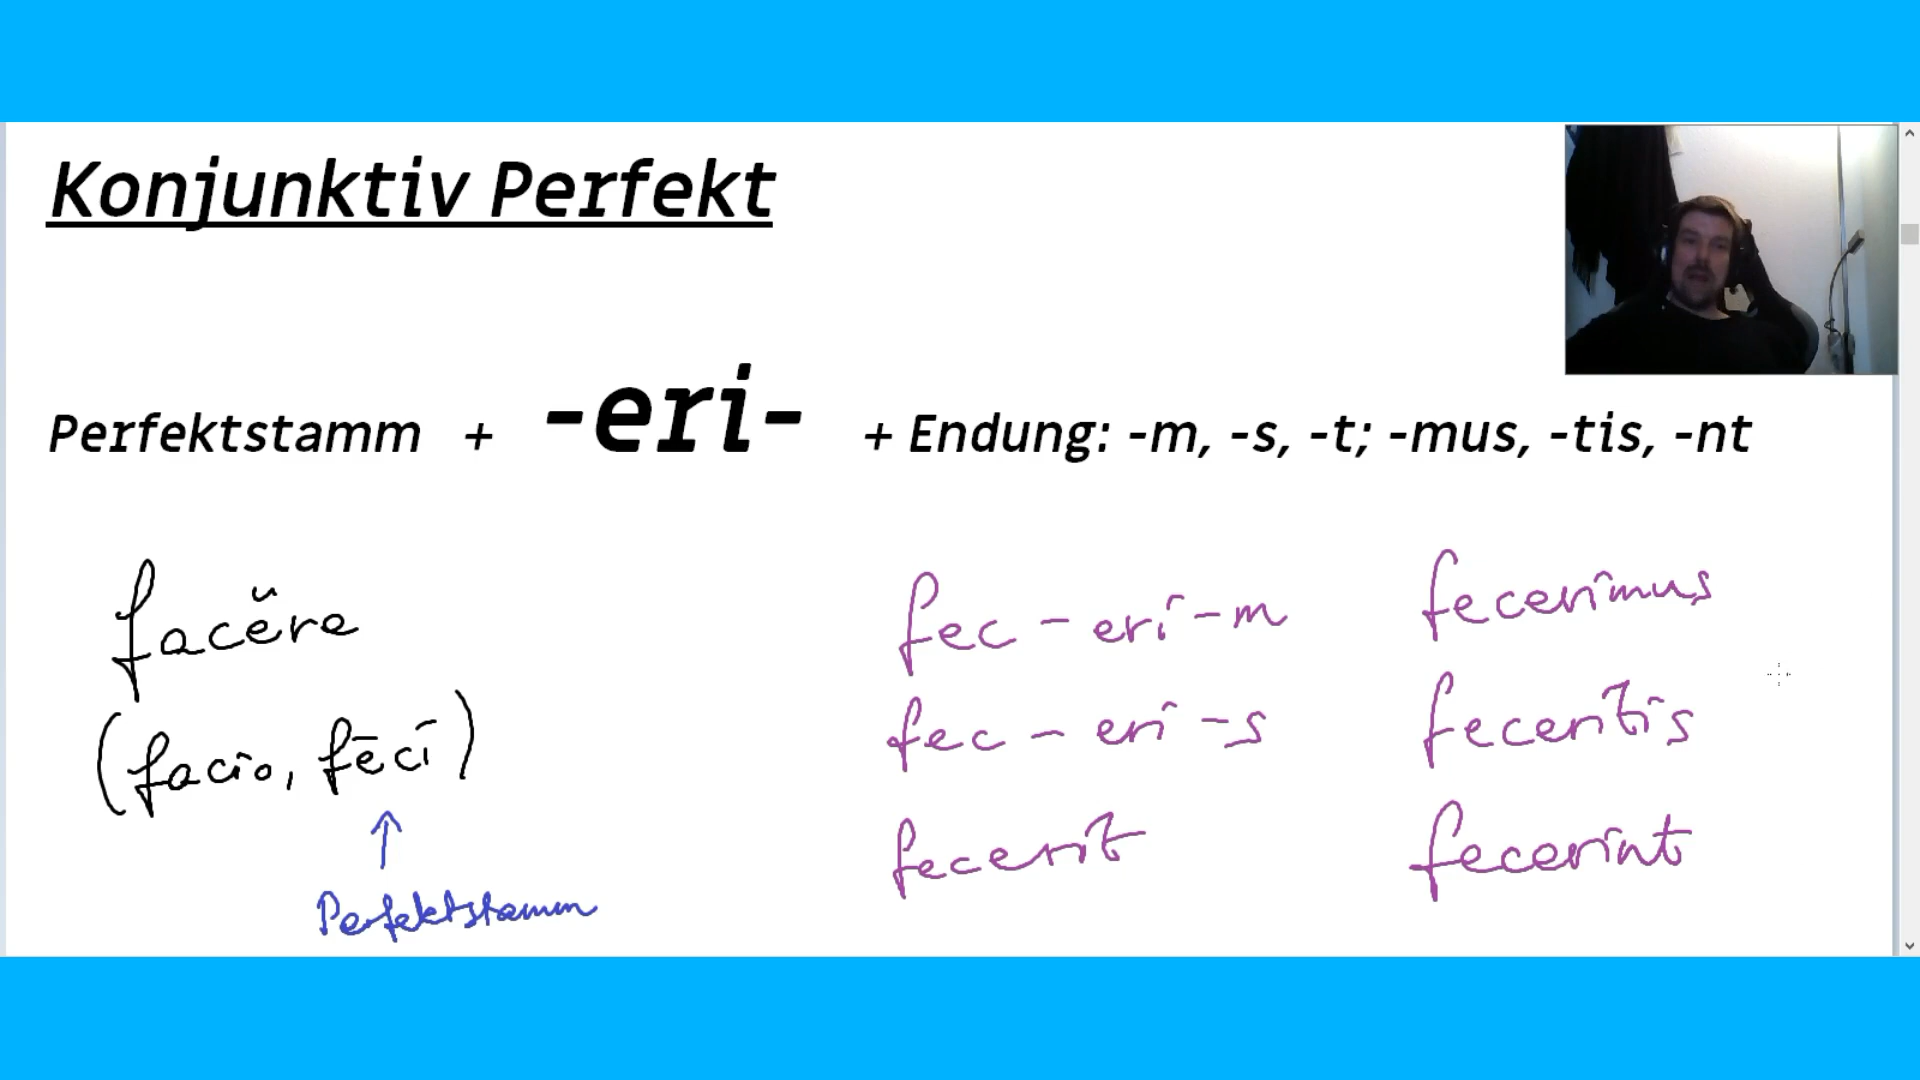 Konjunktiv Perfekt
Perfektstamm + -eri- + Endung: -m, -s, -t; -mus, -tis, -nt
facĕre
(facio, fēcī)
↑
Perfektstamm
fec - eri - m
fec - eri - s
fecerit
fecerimus
feceritis
fecerint